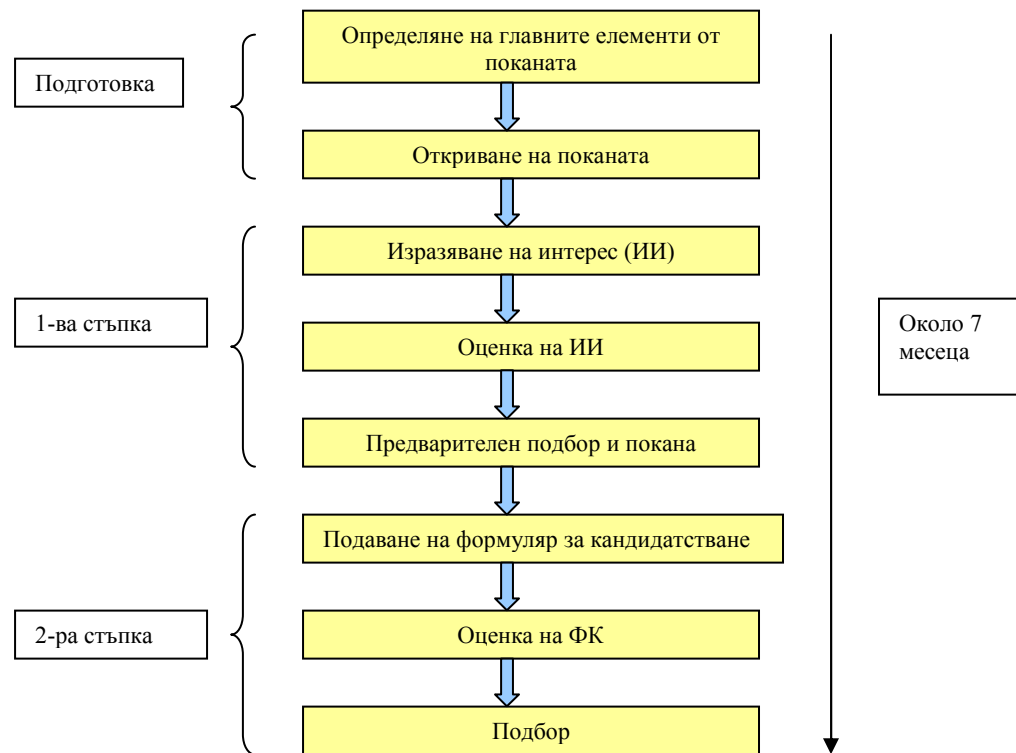 Определяне на главните елементи от
поканата
Подготовка
Откриване на поканата
Изразяване на интерес (ИИ)
1-ва стъпка
Оценка на ИИ
Около 7
месеца
Предварителен подбор и покана
Подаване на формуляр за кандидатстване
2-ра стъпка
Оценка на ФК
Подбор